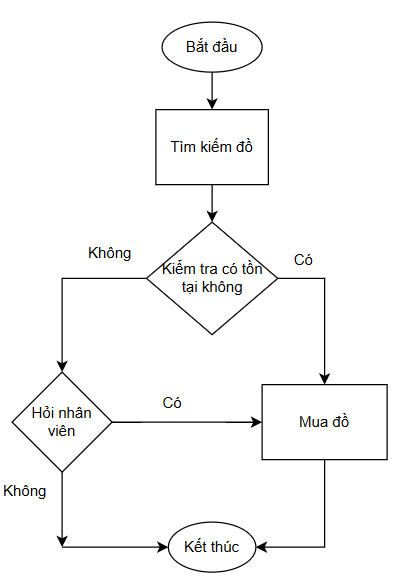 Bắt đầu
Tìm kiếm đồ
Không
Kiểm tra có tồn
tại không
Có
Hỏi nhân
viên
Có
Mua đồ
Không
Kết thúc